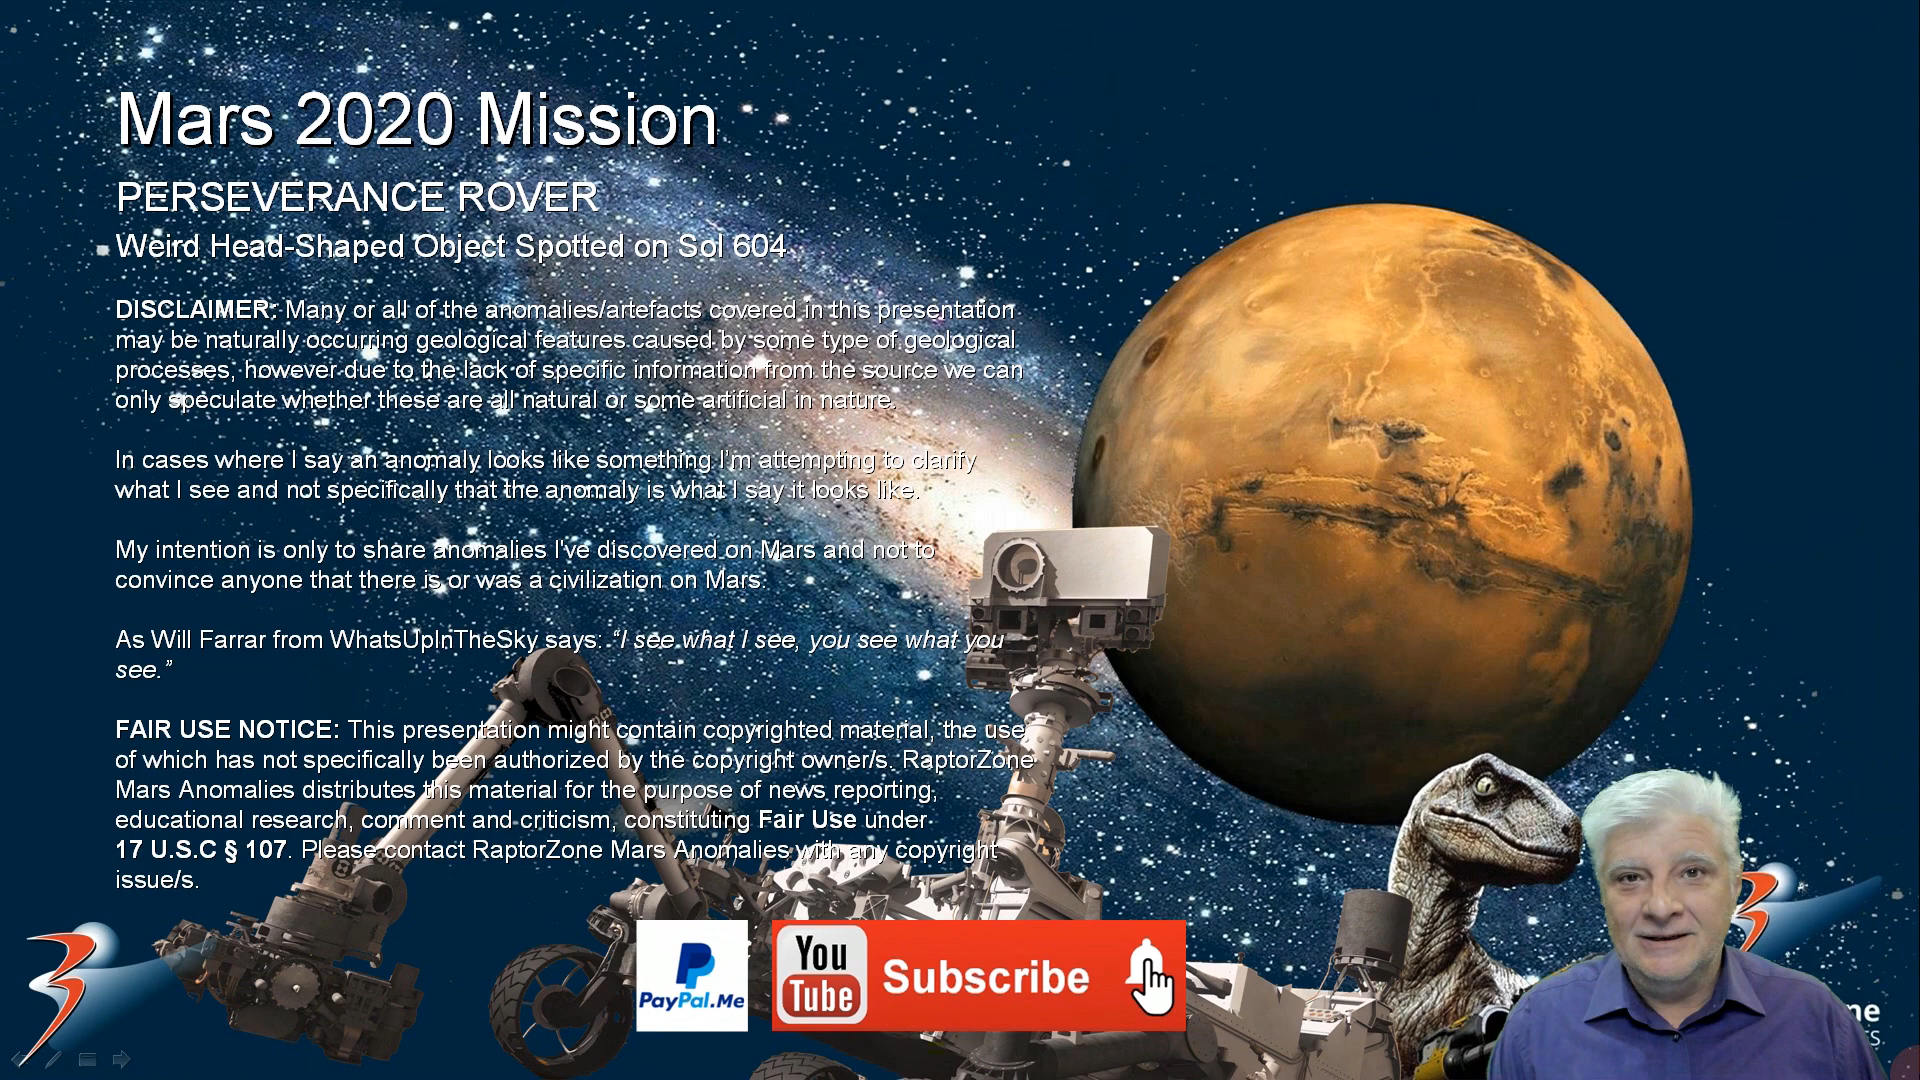 Mars 2020 Mission
PERSEVERANCE ROVER
Weird Head-Shaped Object Spotted on Sol 604
DISCLAIMER: Many or all of the anomalies/artefacts covered in this presentation
may be naturally occurring geological features caused by some type of geological
processes, however due to the lack of specific information from the source we can
only speculate whether these are all natural or some artificial in nature.
In cases where I say an anomaly looks like something I'm attempting to clarify
what I see and not specifically that the anomaly is what I say it looks like.
My intention is only to share anomalies I've discovered on Mars and not to
convince anyone that there is or was a civilization on Mars.
As Will Farrar from WhatsUpInTheSky says: “I see what I see, you see what you
see.”
FAIR USE NOTICE: This presentation might contain copyrighted material, the use
of which has not specifically been authorized by the copyright owner/s. RaptorZone
Mars Anomalies distributes this material for the purpose of news reporting,
educational research, comment and criticism, constituting Fair Use under
17 U.S.C § 107. Please contact RaptorZone Mars Anomalies with any copyright
issue/s.
PayPal.Me
You Tube Subscribe